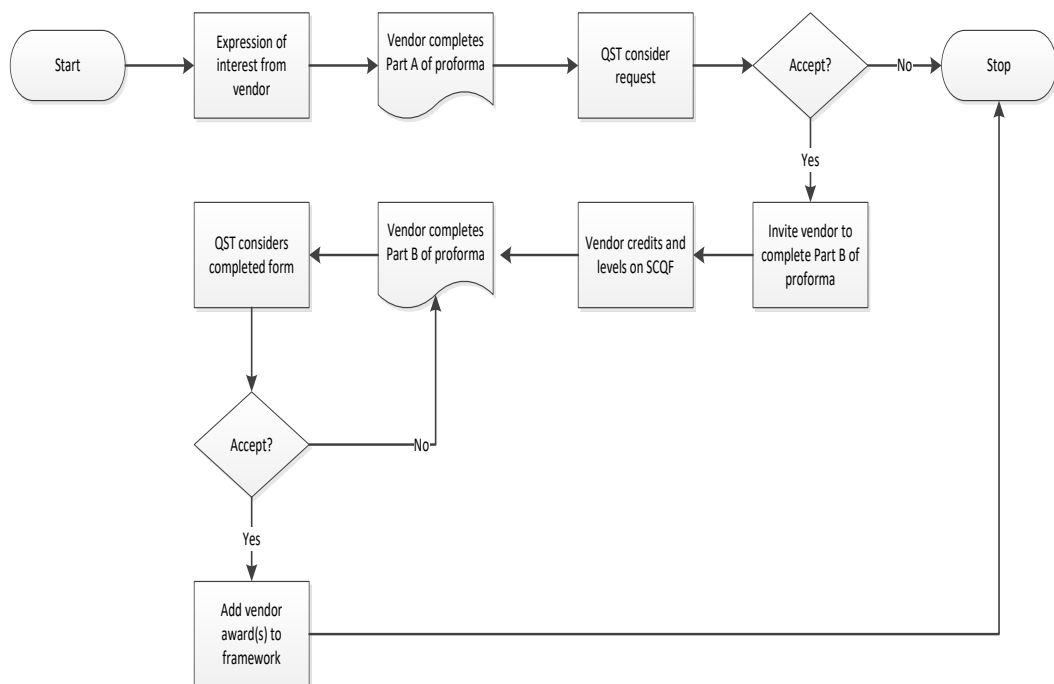 Start
Expression of
interest from
vendor
Vendor completes
Part A of proforma
QST consider
request
Accept?
No
Stop
Yes
Invite vendor to
complete Part B of
proforma
Vendor credits and
levels on SCQF
Vendor completes
Part B of proforma
QST considers
completed form
Accept?
No
Yes
Add vendor
award(s) to
framework